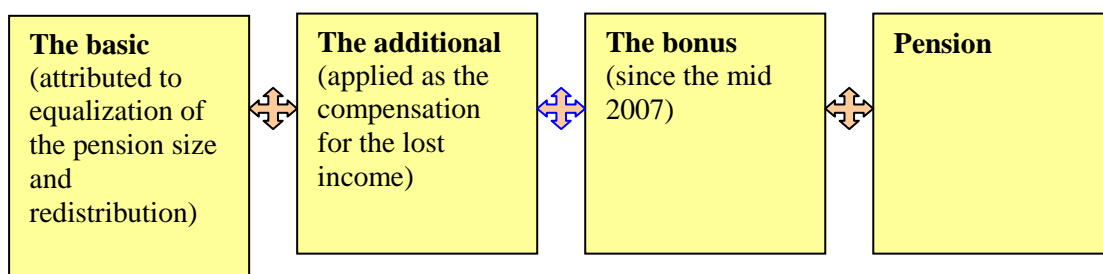 The basic
(attributed to
equalization of
the pension size
and
redistribution)
The additional
(applied as the
compensation
for the lost
income)
The bonus
(since the mid
2007)
Pension